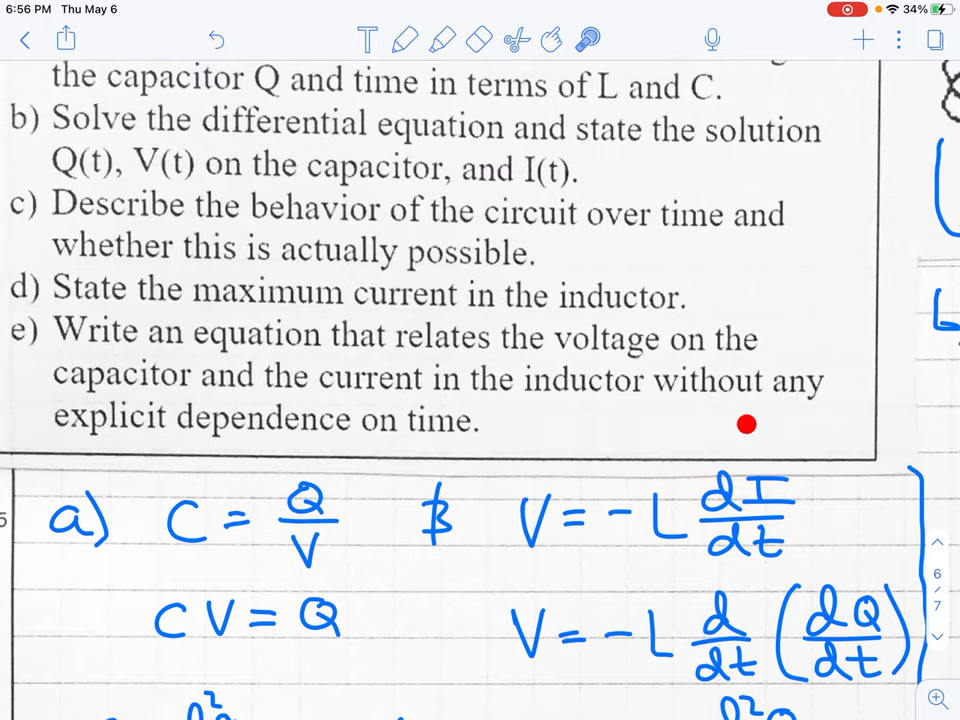 6:56 PM Thu May 6
34%
T
the capacitor Q and time in terms of L and C.
b) Solve the differential equation and state the solution
Q(t), V(t) on the capacitor, and I(t).
c) Describe the behavior of the circuit over time and
whether this is actually possible.
d) State the maximum current in the inductor.
e) Write an equation that relates the voltage on the
capacitor and the current in the inductor without any
explicit dependence on time.
5
a) C = Q/V & V = - L dI/dt
CV = Q V = - L d/dt (dQ/dt)
6/7